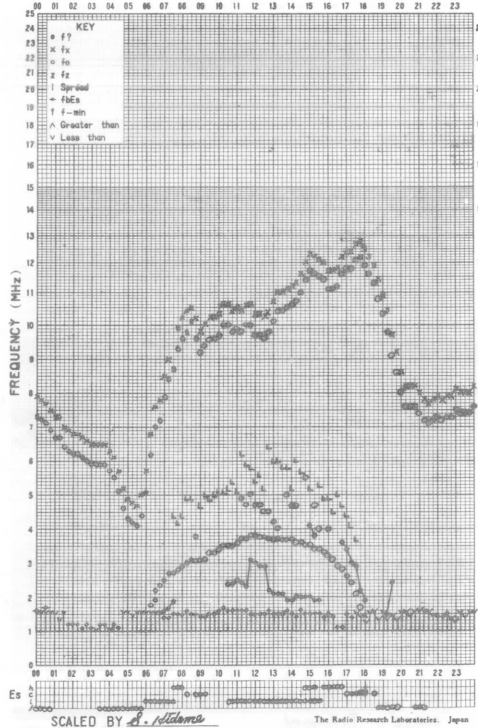 00 01 02 03 04 05 06 07 08 09 10 11 12 13 14 15 16 17 18 19 20 21 22 23
KEY
f?
fx
fo
fz
Spread
fbEs
f-min
Greater than
Less than
FREQUENCY (MHz)
25
24
23
22
21
20
19
18
17
16
15
14
13
12
11
10
9
8
7
6
5
4
3
2
1
0
00 01 02 03 04 05 06 07 08 09 10 11 12 13 14 15 16 17 18 19 20 21 22 23
Es
h
c
SCALED BY S.
The Radio Research Laboratories. Japan